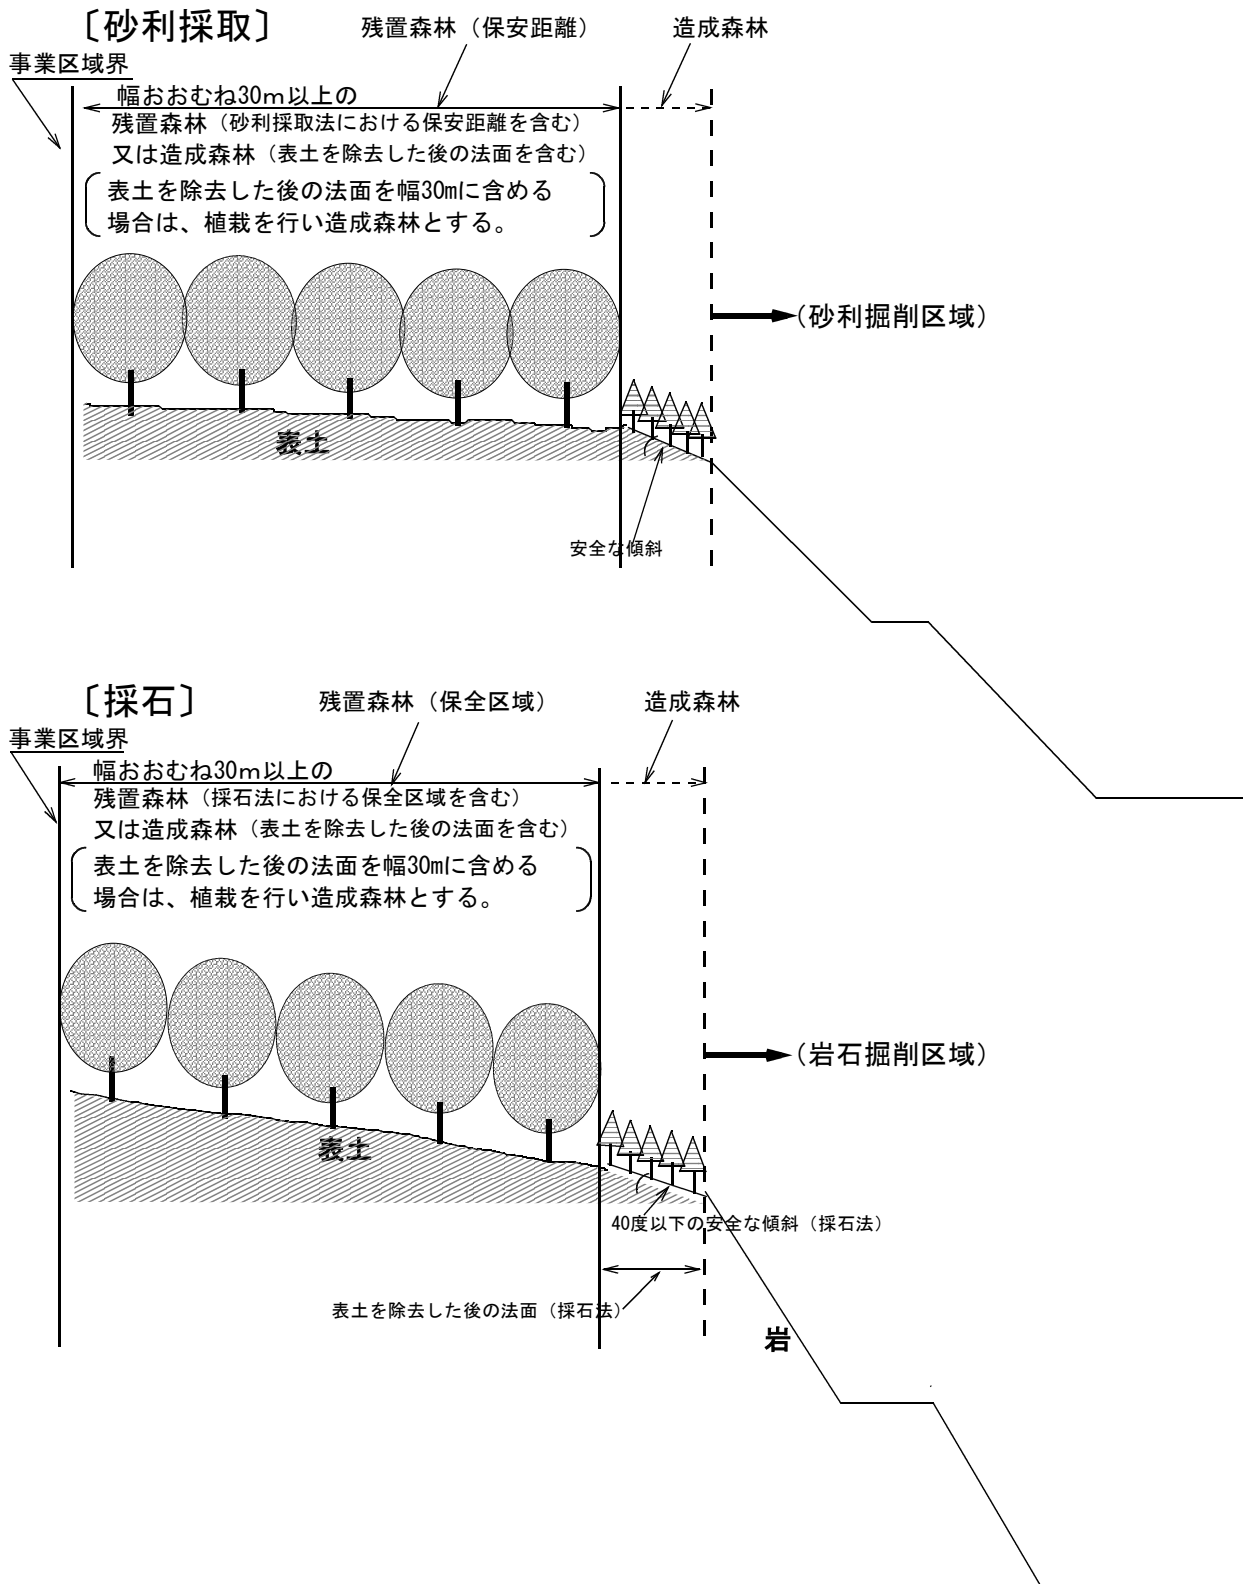 〔砂利採取〕
残置森林（保安距離）
造成森林
事業区域界
幅おおむね30ｍ以上の
残置森林（砂利採取法における保安距離を含む）
又は造成森林（表土を除去した後の法面を含む）
表土を除去した後の法面を幅30mに含める
場合は、植栽を行い造成森林とする。
（砂利掘削区域）
表土
安全な傾斜
〔採石〕
残置森林（保全区域）
造成森林
事業区域界
幅おおむね30ｍ以上の
残置森林（採石法における保全区域を含む）
又は造成森林（表土を除去した後の法面を含む）
表土を除去した後の法面を幅30mに含める
場合は、植栽を行い造成森林とする。
（岩石掘削区域）
表土
40度以下の安全な傾斜（採石法）
表土を除去した後の法面（採石法）
岩